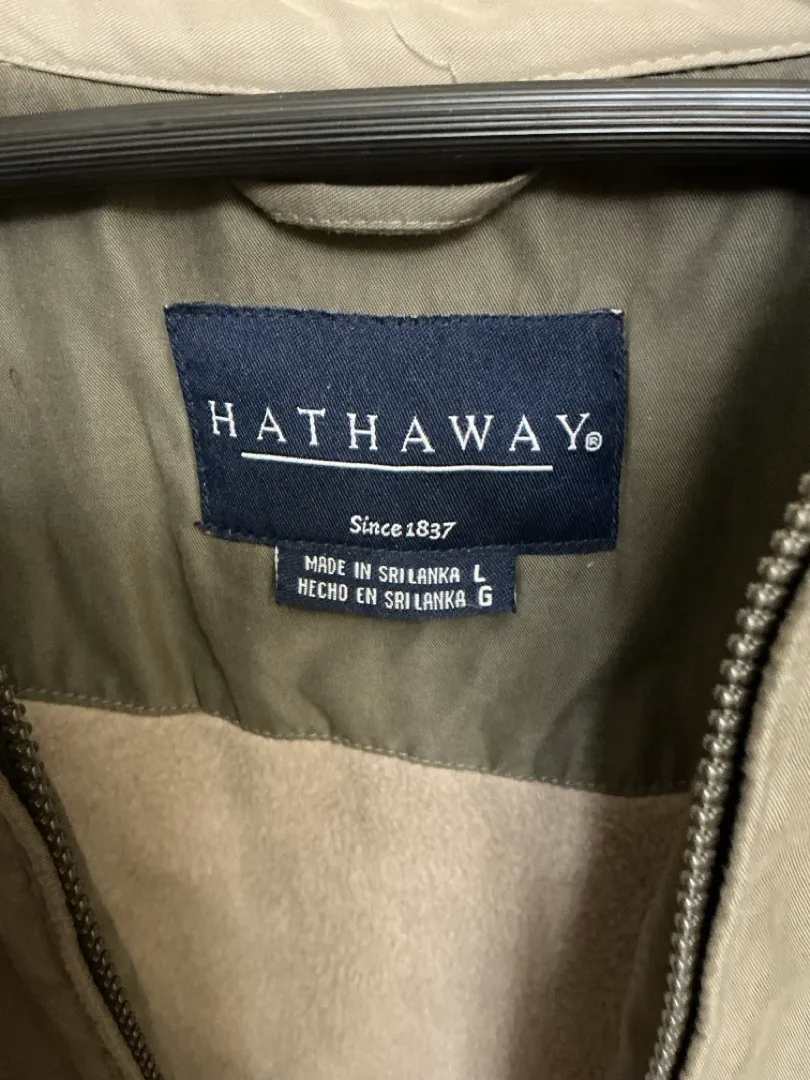 HATHAWAY®
Since 1837
MADE IN SRI LANKA L
HECHO EN SRI LANKA G